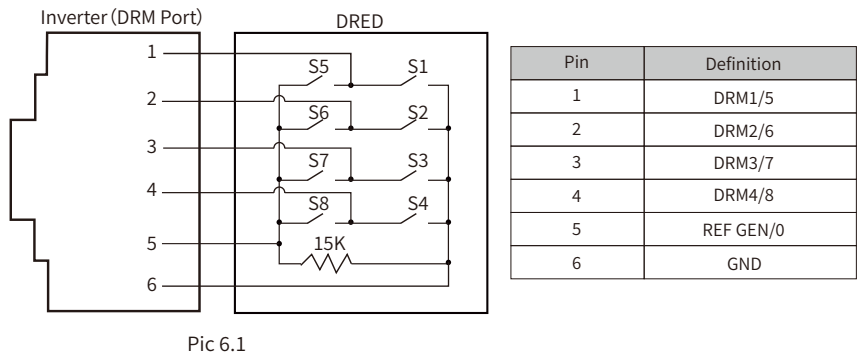 Inverter (DRM Port)
DRED
1
S5 S1
2
S6 S2
3
S7 S3
4
S8 S4
5
15K
6
Pin Definition
1 DRM1/5
2 DRM2/6
3 DRM3/7
4 DRM4/8
5 REF GEN/0
6 GND
Pic 6.1